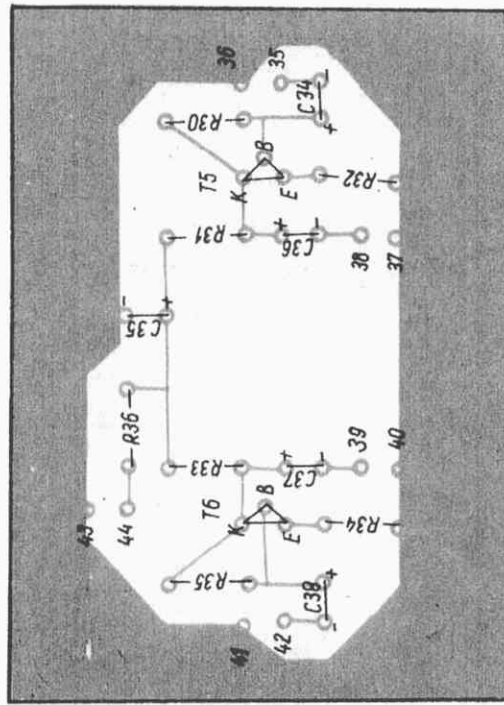 43
44 R36 C35 -
+
R35 T6 R33 R31 T5 R30
41 K K 36
B B
42 E + + E 35
- C38 + C37 C36 + C34 -
- -
R34 39 38 R32
40 37